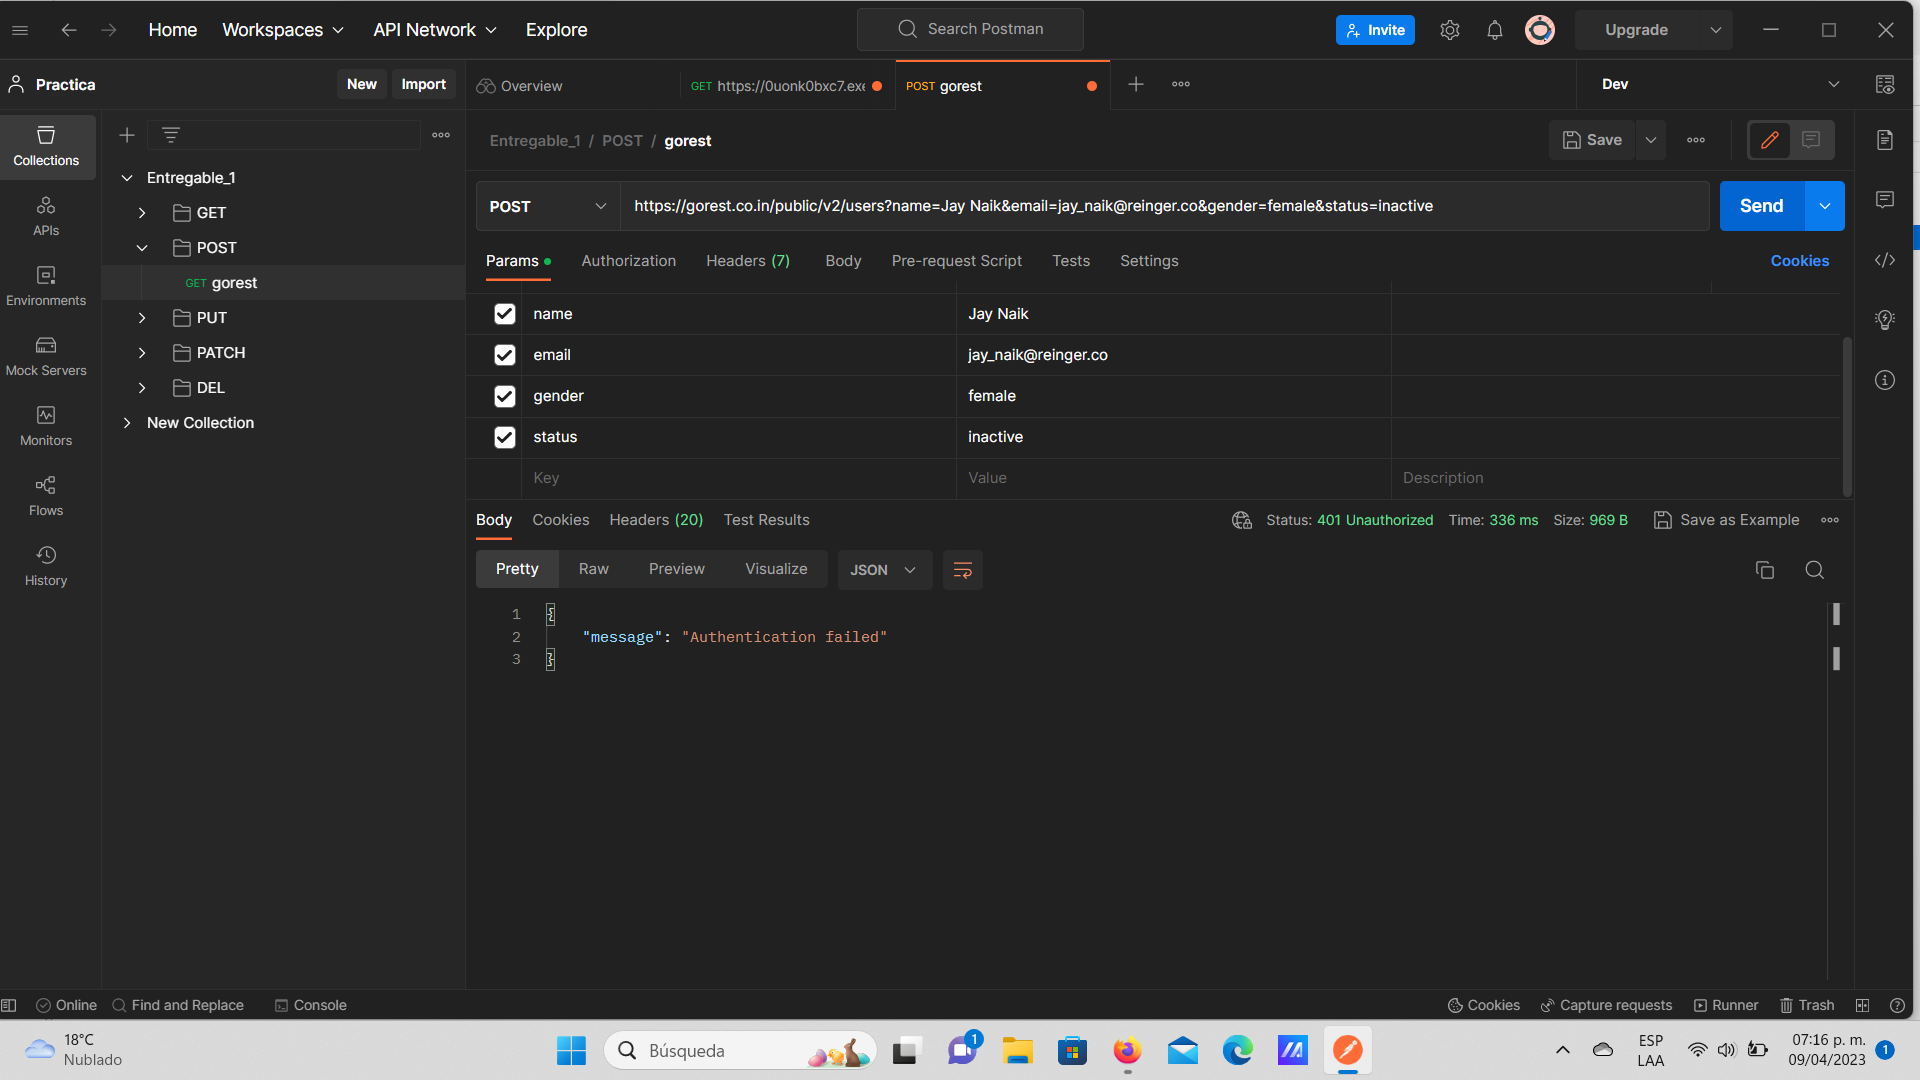 Home Workspaces API Network Explore Search Postman Invite Upgrade
Practica New Import Overview GET https://0uonk0bxc7.exe POST gorest Dev
Collections
APIs
Environments
Mock Servers
Monitors
Flows
History
Entregable_1
GET
POST
GET gorest
PUT
PATCH
DEL
New Collection
Entregable_1 / POST / gorest Save
POST https://gorest.co.in/public/v2/users?name=Jay Naik&email=jay_naik@reinger.co&gender=female&status=inactive Send
Params Authorization Headers (7) Body Pre-request Script Tests Settings Cookies
name Jay Naik
email jay_naik@reinger.co
gender female
status inactive
Key Value Description
Body Cookies Headers (20) Test Results Status: 401 Unauthorized Time: 336 ms Size: 969 B Save as Example
Pretty Raw Preview Visualize JSON
1 {
2 "message": "Authentication failed"
3 }
Online Find and Replace Console Cookies Capture requests Runner Trash
18°C
Nublado
Búsqueda
1
ESP
LAA
07:16 p. m.
09/04/2023
1